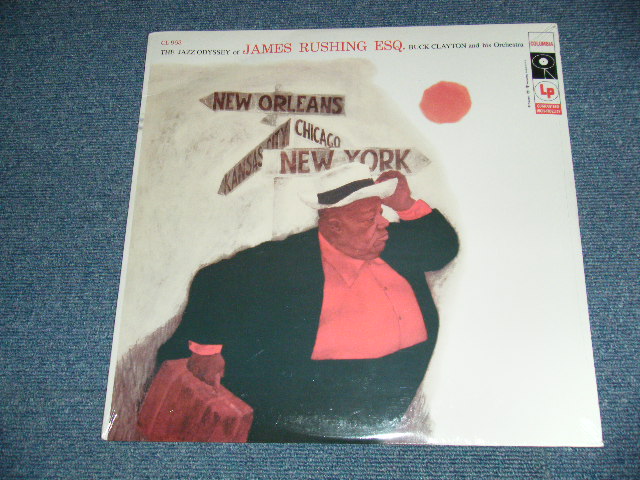 CL 963
THE JAZZ ODYSSEY OF JAMES RUSHING ESQ. BUCK CLAYTON and his Orchestra
COLUMBIA
Lp
NEW ORLEANS
CHICAGO
KANSAS CITY
NEW YORK